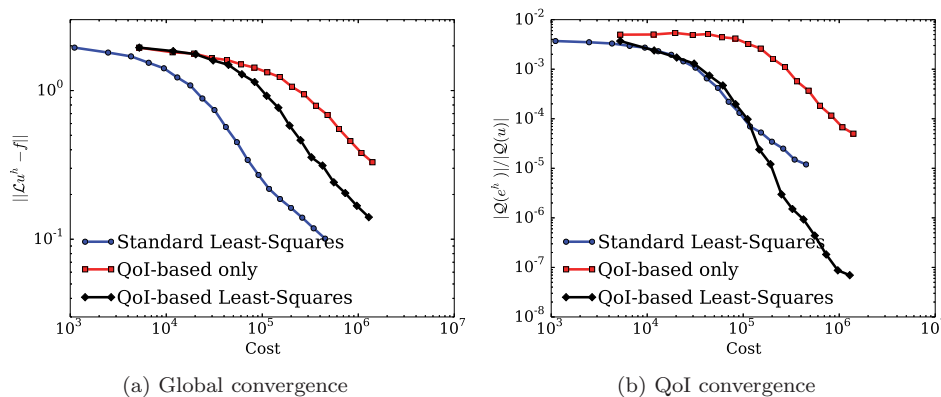 10^0
10^-1
||ℒu^h − f||
Standard Least-Squares
QoI-based only
QoI-based Least-Squares
10^3 10^4 10^5 10^6 10^7
Cost
(a) Global convergence
10^-2
10^-3
10^-4
10^-5
10^-6
10^-7
10^-8
|𝒬(e^h)|/|𝒬(u)|
Standard Least-Squares
QoI-based only
QoI-based Least-Squares
10^3 10^4 10^5 10^6 10
Cost
(b) QoI convergence